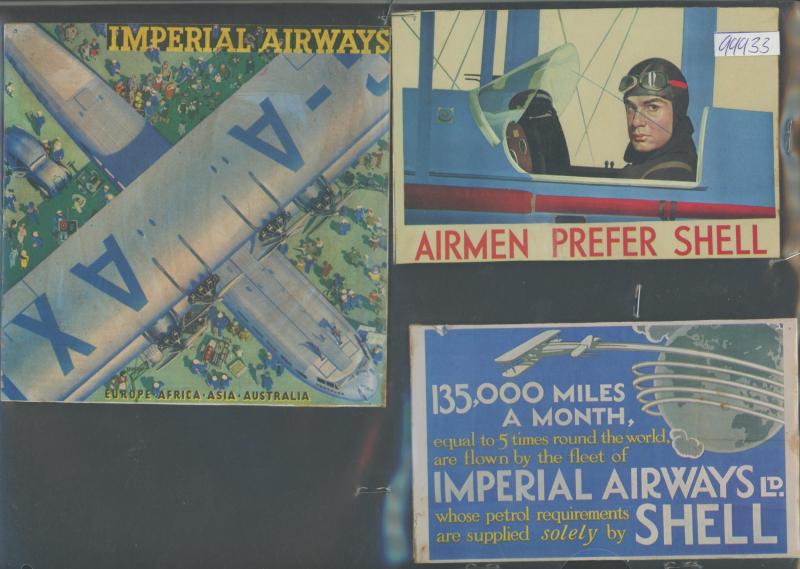 IMPERIAL AIRWAYS
R-A
AX
EUROPE·AFRICA·ASIA·AUSTRALIA
99933
AIRMEN PREFER SHELL
135,000 MILES
A MONTH,
equal to 5 times round the world,
are flown by the fleet of
IMPERIAL AIRWAYS LD.
whose petrol requirements
are supplied solely by SHELL